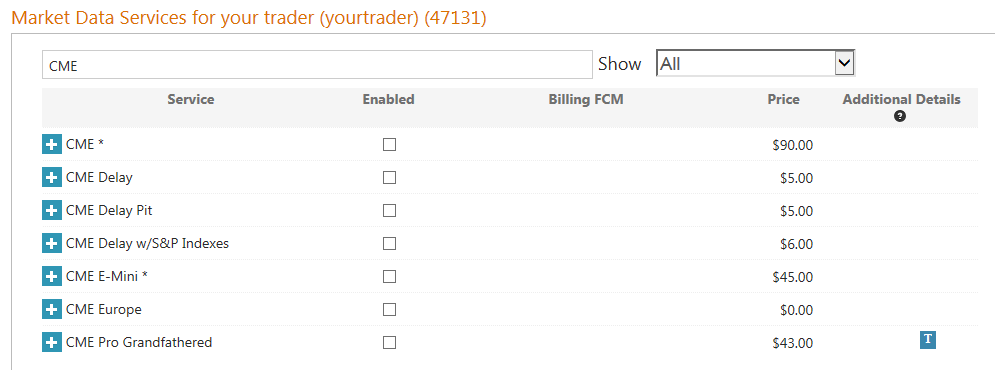 Market Data Services for your trader (yourtrader) (47131)
CME Show All
Service Enabled Billing FCM Price Additional Details
?
CME * $90.00
CME Delay $5.00
CME Delay Pit $5.00
CME Delay w/S&P Indexes $6.00
CME E-Mini * $45.00
CME Europe $0.00
CME Pro Grandfathered $43.00 T